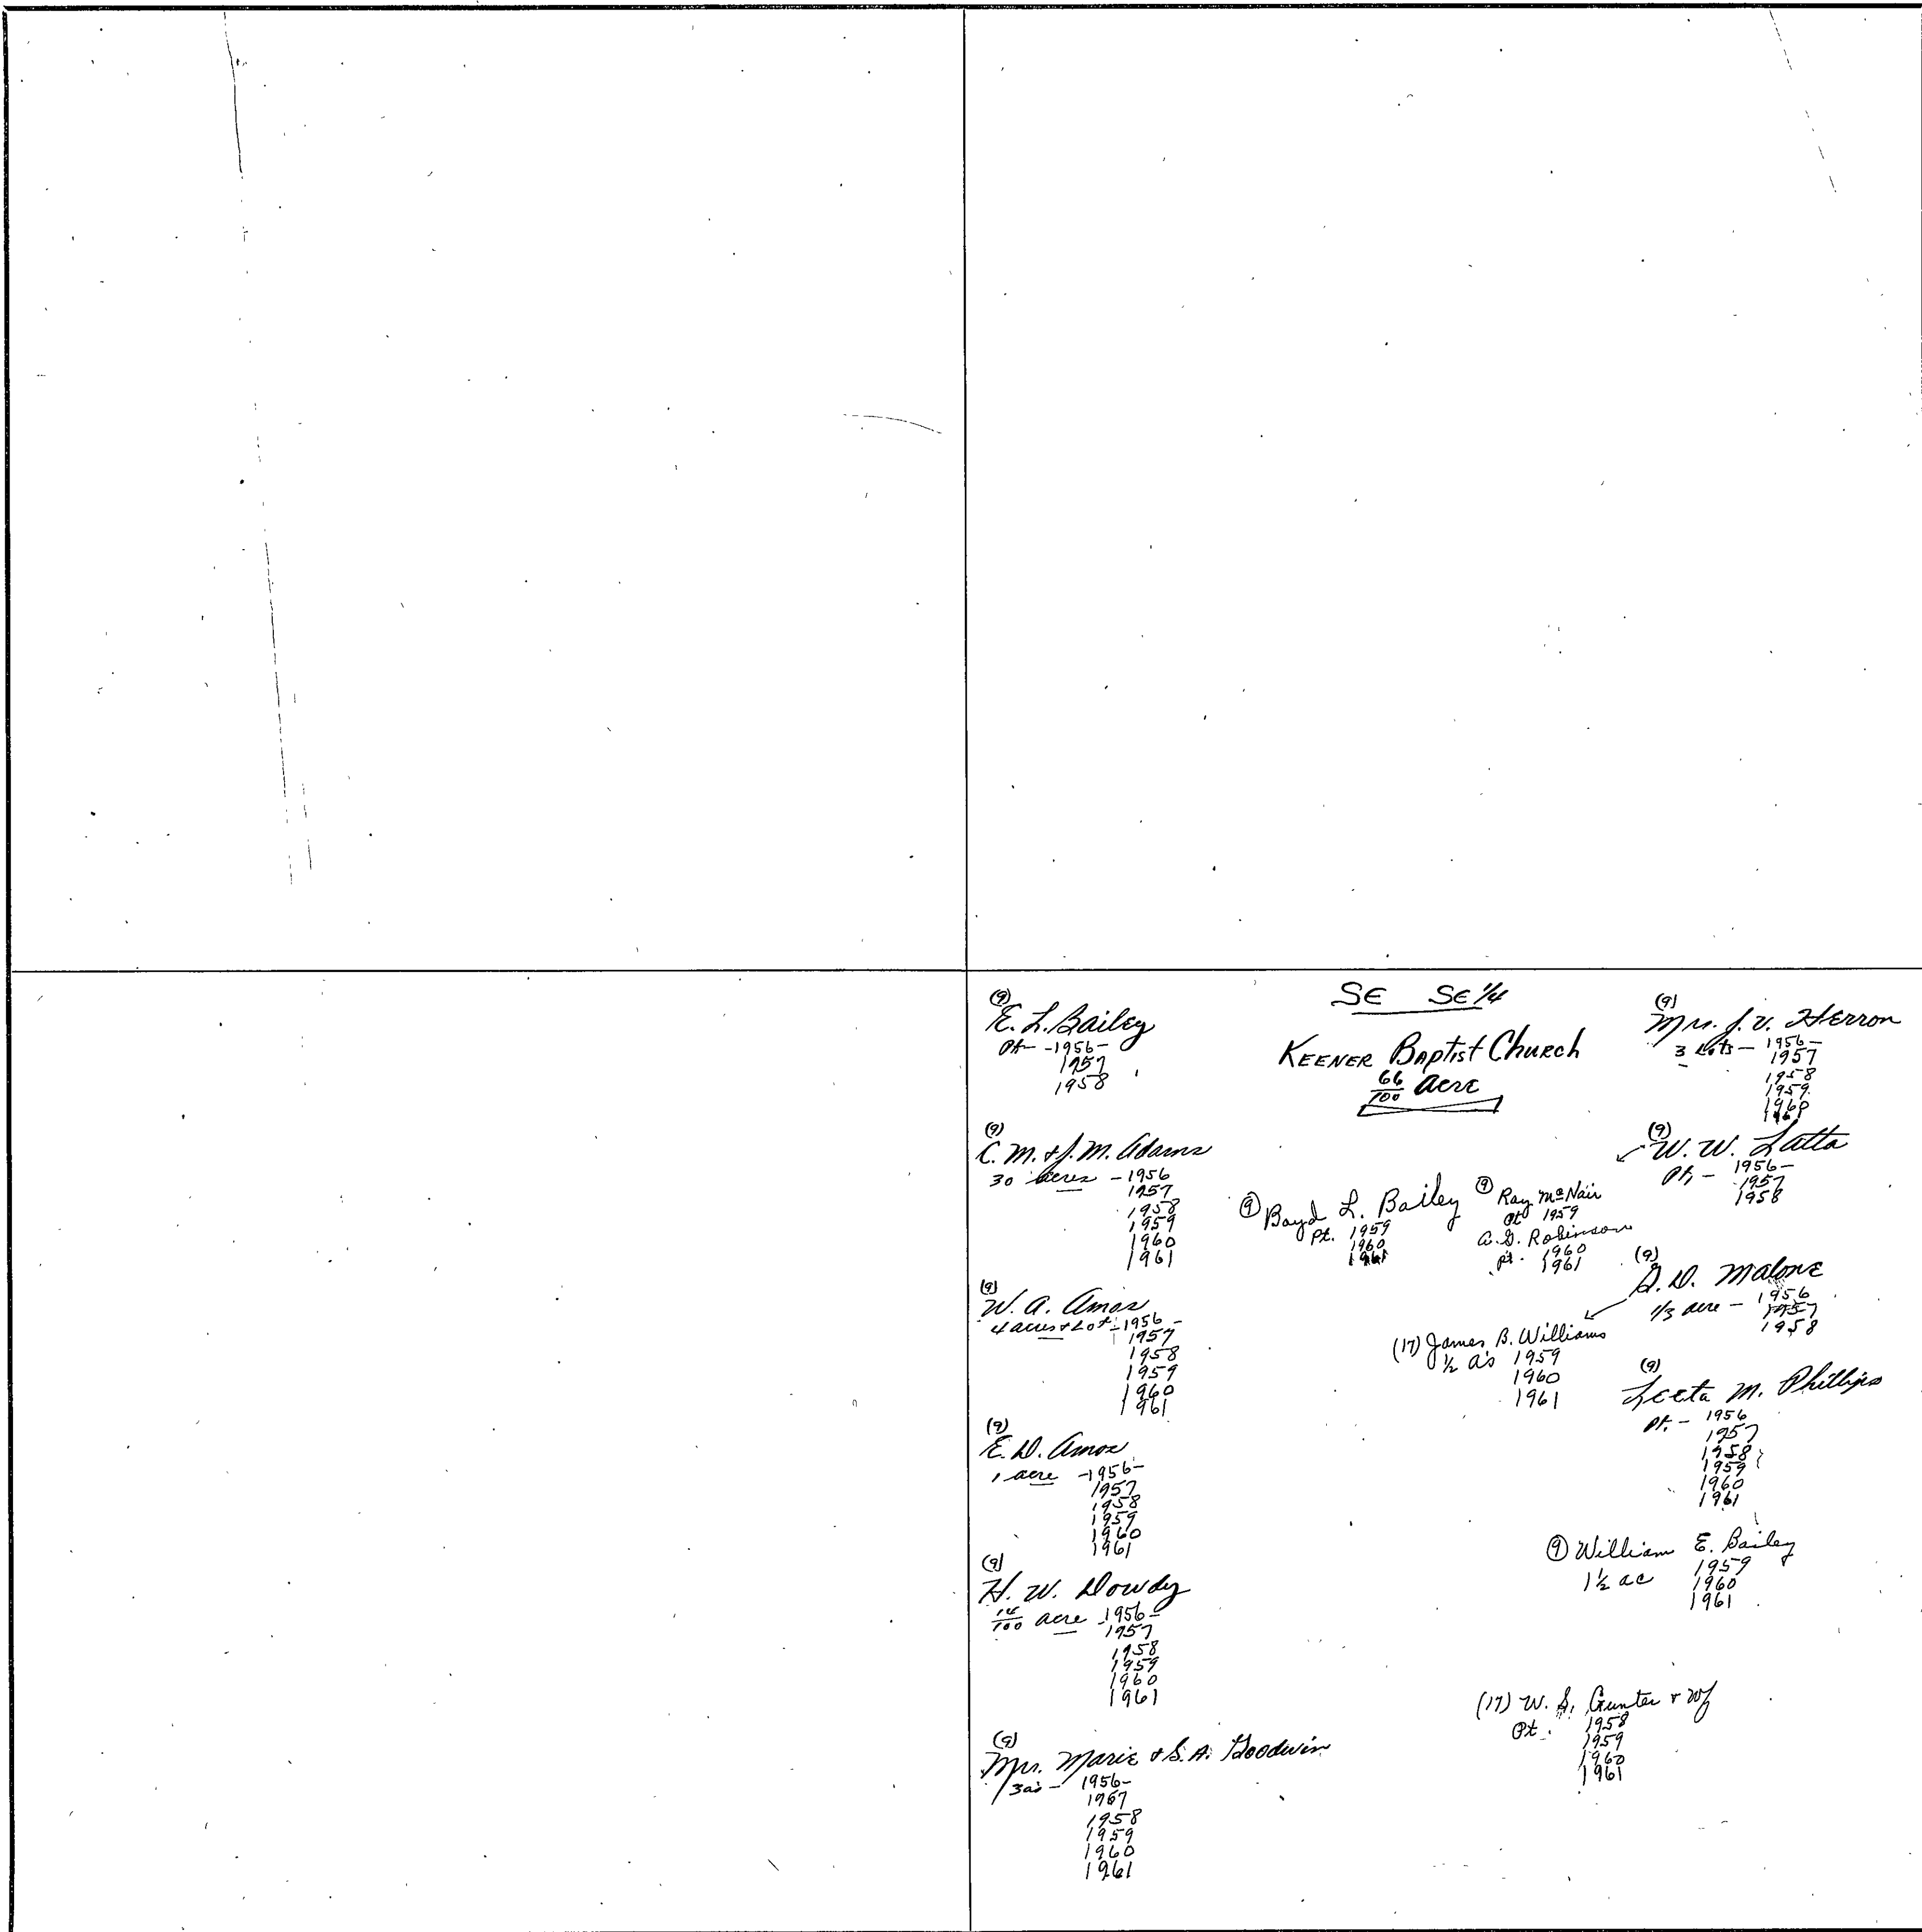 SE SE 1/4
KEENER Baptist Church
66/100 acre
(9)
E. L. Bailey
Pt - 1956 -
1957
1958
(9)
C. M. & J. M. Adams
30 acres - 1956
1957
1958
1959
1960
1961
(9)
W. A. Amos
4 acres & Lot - 1956 -
1957
1958
1959
1960
1961
(9)
E. D. Amos
1 acre - 1956 -
1957
1958
1959
1960
1961
(9)
H. W. Dowdy
14/100 acre - 1956 -
1957
1958
1959
1960
1961
(9)
Mrs. Marie & S. A. Goodwin
3 as - 1956 -
1957
1958
1959
1960
1961
(9) Boyd L. Bailey
Pt. 1959
1960
1961
(9) Ray McNair
Pt 1959
A. G. Robinson
pt. 1960
1961
(17) James B. Williams
1/2 a's 1959
1960
1961
(9)
Mrs. J. V. Herron
3 Lots - 1956 -
1957
1958
1959
1960
1961
(9)
W. W. Latta
Pt - 1956 -
1957
1958
(9)
G. D. Malone
1/3 acre - 1956
1957
1958
(9)
Leeta M. Phillips
Pt. - 1956
1957
1958
1959
1960
1961
(9) William E. Bailey
1 1/2 ac 1959
1960
1961
(17) W. S. Gunter & wf
Pt. 1958
1959
1960
1961